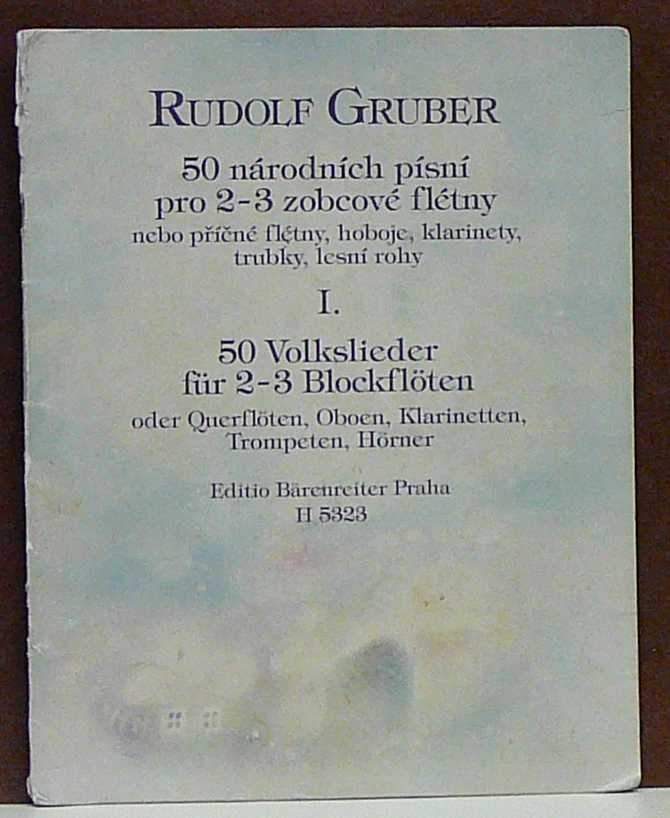 RUDOLF GRUBER
50 národních písní
pro 2-3 zobcové flétny
nebo příčné flétny, hoboje, klarinety,
trubky, lesní rohy
I.
50 Volkslieder
für 2-3 Blockflöten
oder Querflöten, Oboen, Klarinetten,
Trompeten, Hörner
Editio Bärenreiter Praha
H 5323